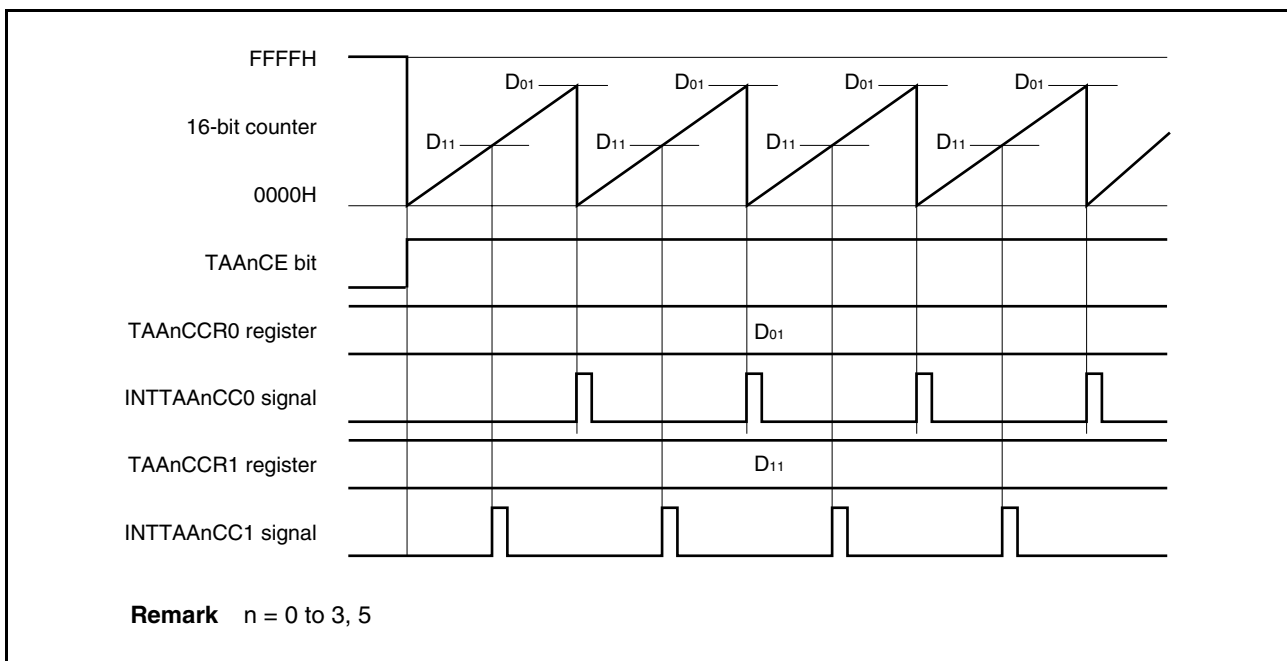 FFFFH
D01 D01 D01 D01
16-bit counter
D11 D11 D11 D11
0000H
TAAnCE bit
TAAnCCR0 register D01
INTTAAnCC0 signal
TAAnCCR1 register D11
INTTAAnCC1 signal
Remark n = 0 to 3, 5